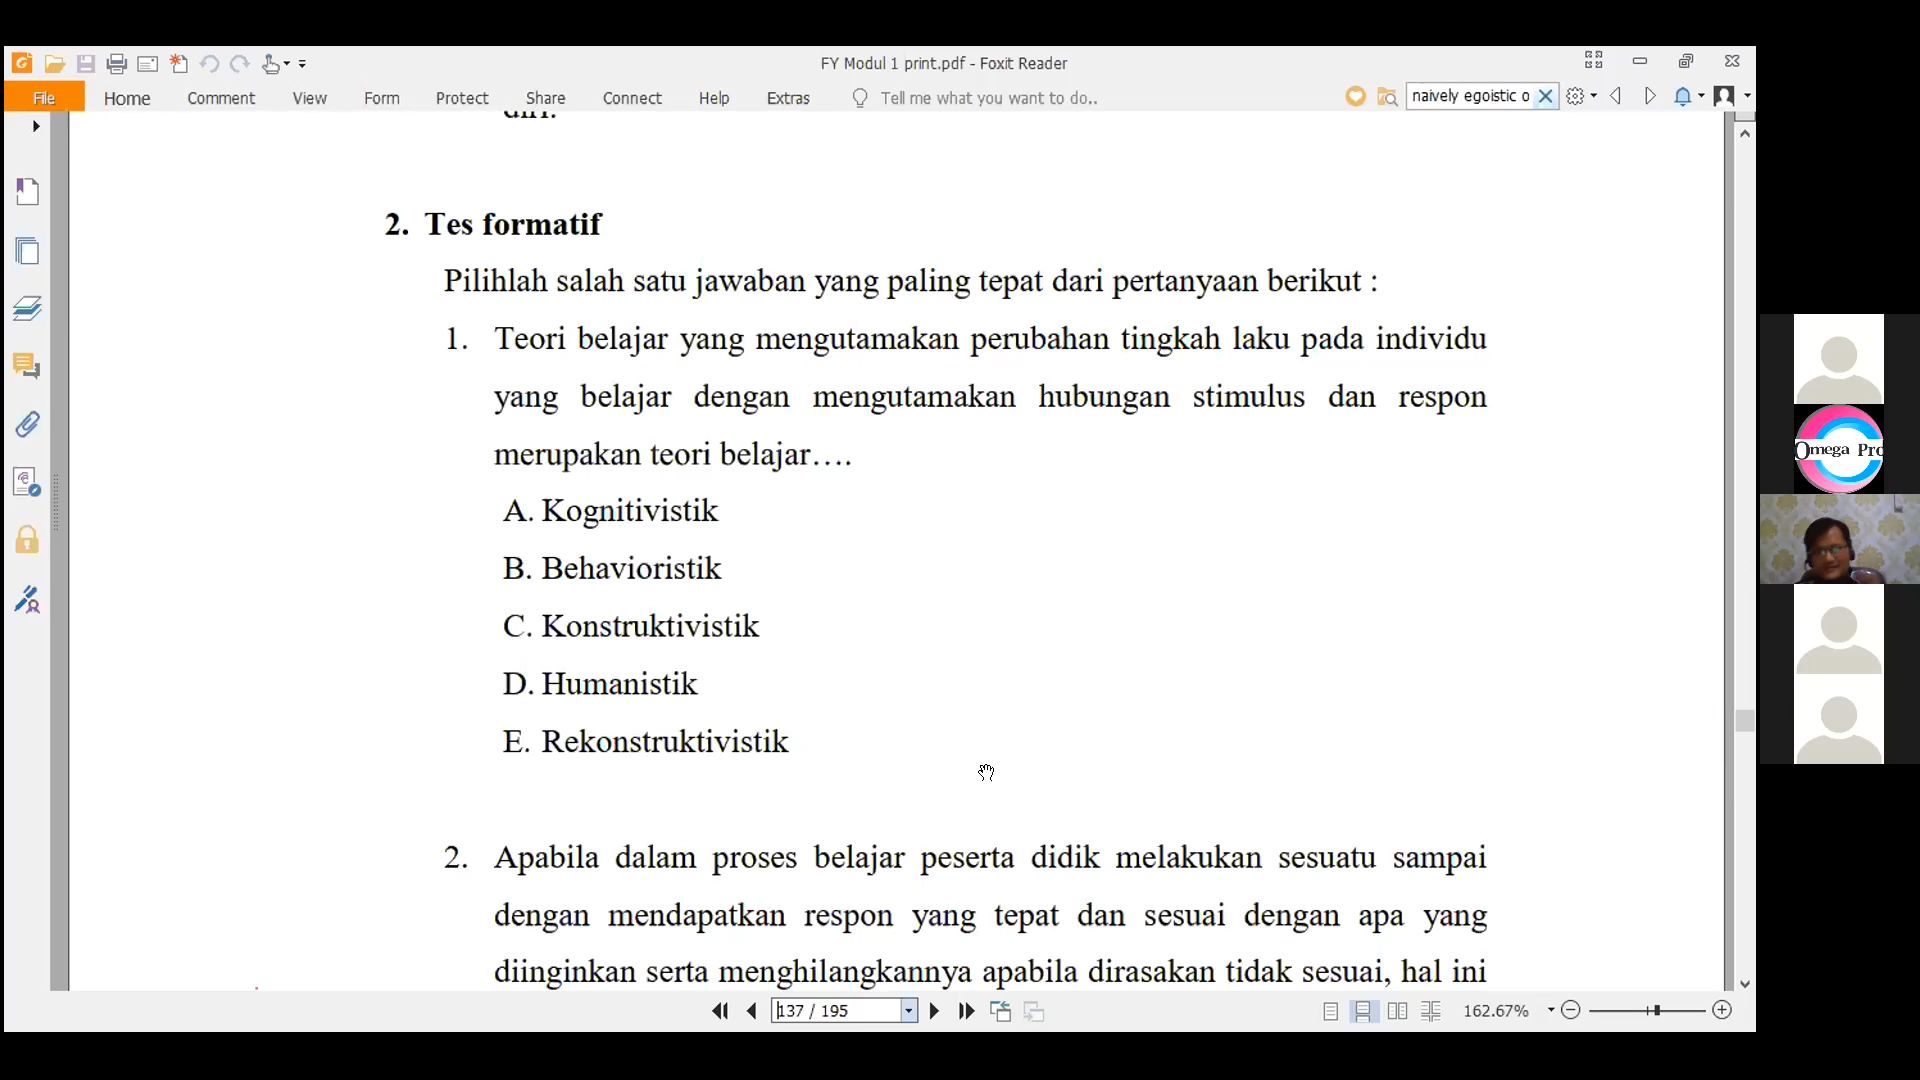 FY Modul 1 print.pdf - Foxit Reader
File Home Comment View Form Protect Share Connect Help Extras Tell me what you want to do.. naively egoistic o
diri.
2. Tes formatif
Pilihlah salah satu jawaban yang paling tepat dari pertanyaan berikut :
1. Teori belajar yang mengutamakan perubahan tingkah laku pada individu
yang belajar dengan mengutamakan hubungan stimulus dan respon
merupakan teori belajar….
A. Kognitivistik
B. Behavioristik
C. Konstruktivistik
D. Humanistik
E. Rekonstruktivistik
2. Apabila dalam proses belajar peserta didik melakukan sesuatu sampai
dengan mendapatkan respon yang tepat dan sesuai dengan apa yang
diinginkan serta menghilangkannya apabila dirasakan tidak sesuai, hal ini
137 / 195
162.67%
Omega Pro